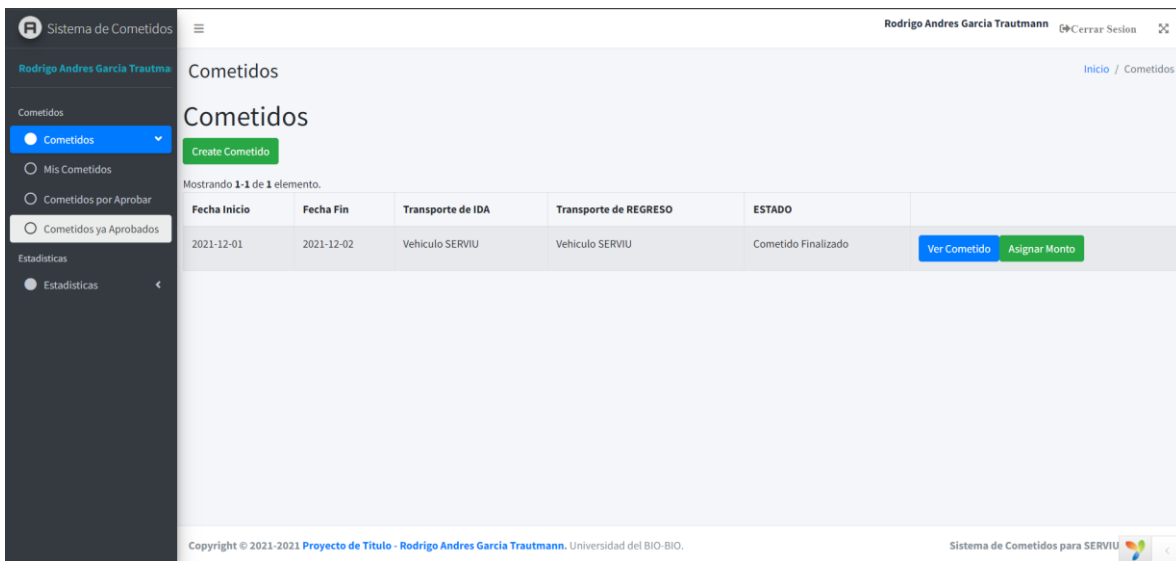 Sistema de Cometidos
Rodrigo Andres Garcia Trautmann
Cerrar Sesion
Rodrigo Andres Garcia Trautma
Cometidos
Inicio / Cometidos
Cometidos
Cometidos
Mis Cometidos
Cometidos por Aprobar
Cometidos ya Aprobados
Estadisticas
Estadisticas
Cometidos
Create Cometido
Mostrando 1-1 de 1 elemento.
Fecha Inicio Fecha Fin Transporte de IDA Transporte de REGRESO ESTADO
2021-12-01 2021-12-02 Vehiculo SERVIU Vehiculo SERVIU Cometido Finalizado Ver Cometido Asignar Monto
Copyright © 2021-2021 Proyecto de Titulo - Rodrigo Andres Garcia Trautmann. Universidad del BIO-BIO.
Sistema de Cometidos para SERVIU